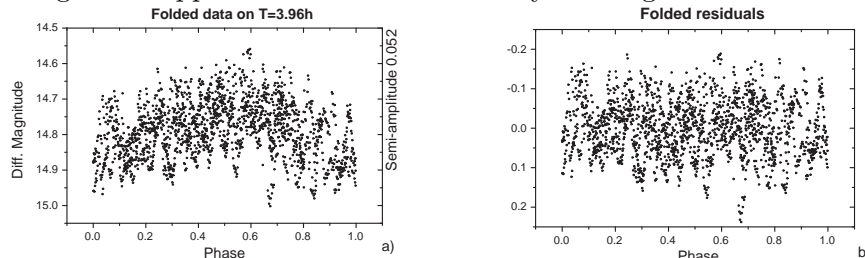 Folded data on T=3.96h
14.5
14.6
14.7
14.8
14.9
15.0
Diff. Magnitude
0.0 0.2 0.4 0.6 0.8 1.0
Phase
Semi-amplitude 0.052
a)
Folded residuals
-0.2
-0.1
0.0
0.1
0.2
0.0 0.2 0.4 0.6 0.8 1.0
Phase
b